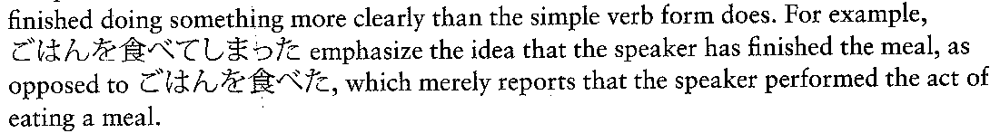 finished doing something more clearly than the simple verb form does. For example,
ごはんを食べてしまった emphasize the idea that the speaker has finished the meal, as
opposed to ごはんを食べた, which merely reports that the speaker performed the act of
eating a meal.